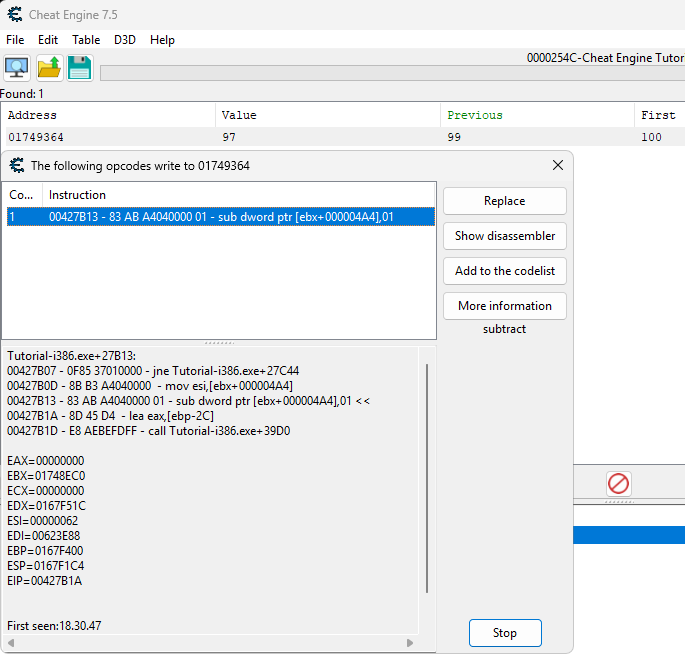 Cheat Engine 7.5
File Edit Table D3D Help
0000254C-Cheat Engine Tutor
Found: 1
Address Value Previous First
01749364 97 99 100
The following opcodes write to 01749364
Co... Instruction
1 00427B13 - 83 AB A4040000 01 - sub dword ptr [ebx+000004A4],01
Replace
Show disassembler
Add to the codelist
More information
subtract
Tutorial-i386.exe+27B13:
00427B07 - 0F85 37010000 - jne Tutorial-i386.exe+27C44
00427B0D - 8B B3 A4040000 - mov esi,[ebx+000004A4]
00427B13 - 83 AB A4040000 01 - sub dword ptr [ebx+000004A4],01 <<
00427B1A - 8D 45 D4 - lea eax,[ebp-2C]
00427B1D - E8 AEBEFDFF - call Tutorial-i386.exe+39D0
EAX=00000000
EBX=01748EC0
ECX=00000000
EDX=0167F51C
ESI=00000062
EDI=00623E88
EBP=0167F400
ESP=0167F1C4
EIP=00427B1A
First seen:18.30.47
Stop